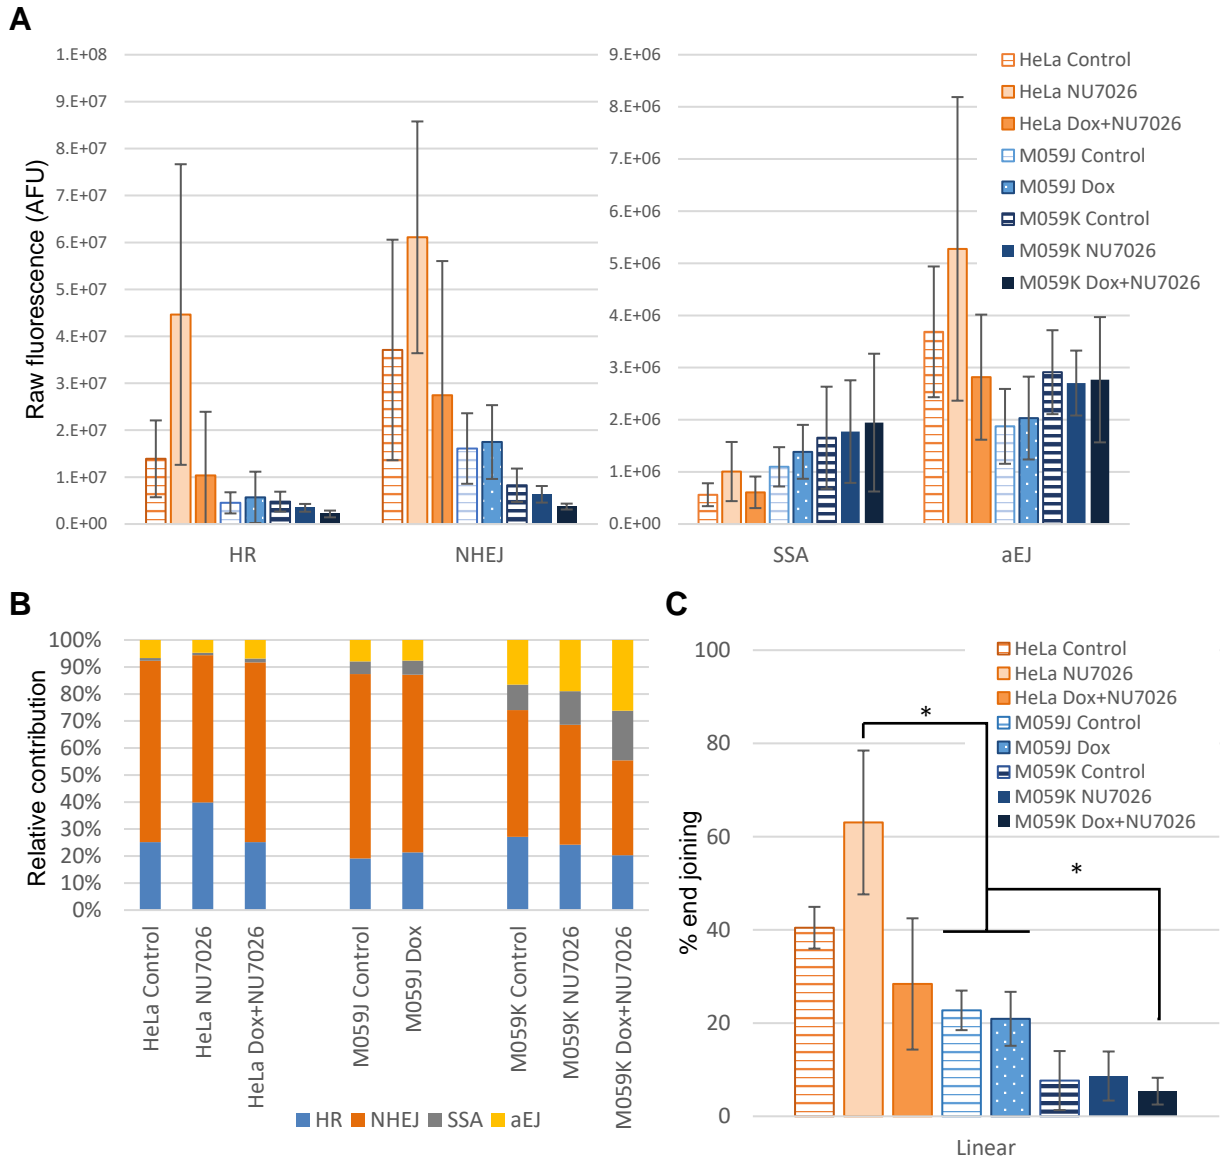 A
Raw fluorescence (AFU)
1.E+08
9.E+07
8.E+07
7.E+07
6.E+07
5.E+07
4.E+07
3.E+07
2.E+07
1.E+07
0.E+00
HR
NHEJ
9.E+06
8.E+06
7.E+06
6.E+06
5.E+06
4.E+06
3.E+06
2.E+06
1.E+06
0.E+00
SSA
aEJ
HeLa Control
HeLa NU7026
HeLa Dox+NU7026
M059J Control
M059J Dox
M059K Control
M059K NU7026
M059K Dox+NU7026
B
Relative contribution
100%
90%
80%
70%
60%
50%
40%
30%
20%
10%
0%
HeLa Control
HeLa NU7026
HeLa Dox+NU7026
M059J Control
M059J Dox
M059K Control
M059K NU7026
M059K Dox+NU7026
HR
NHEJ
SSA
aEJ
C
% end joining
100
80
60
40
20
0
Linear
*
*
HeLa Control
HeLa NU7026
HeLa Dox+NU7026
M059J Control
M059J Dox
M059K Control
M059K NU7026
M059K Dox+NU7026